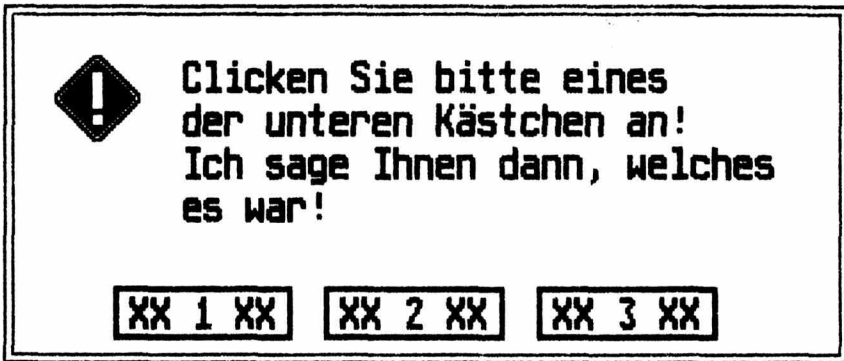 !
Clicken Sie bitte eines
der unteren Kästchen an!
Ich sage Ihnen dann, welches
es war!
XX 1 XX XX 2 XX XX 3 XX